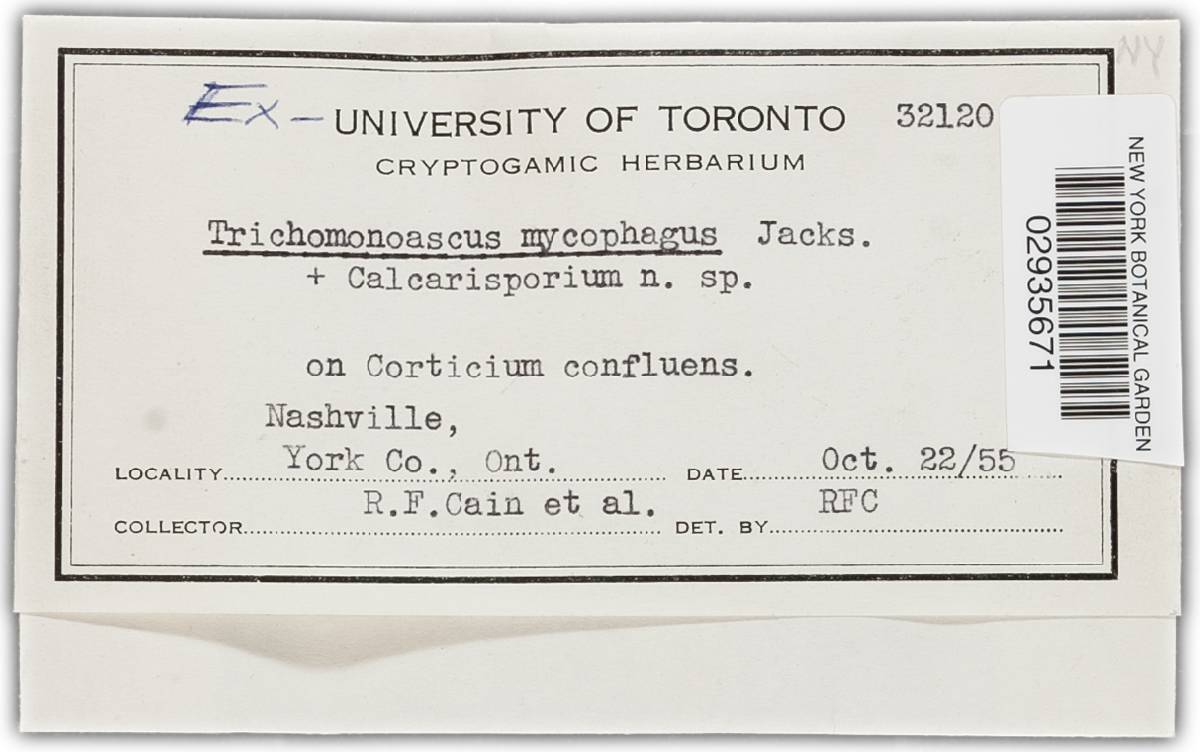 NY
Ex – UNIVERSITY OF TORONTO 32120
CRYPTOGAMIC HERBARIUM
Trichomonoascus mycophagus Jacks.
+ Calcarisporium n. sp.
on Corticium confluens.
Nashville,
LOCALITY York Co., Ont. DATE Oct. 22/55
COLLECTOR R.F.Cain et al. DET. BY RFC
NEW YORK BOTANICAL GARDEN
02935671